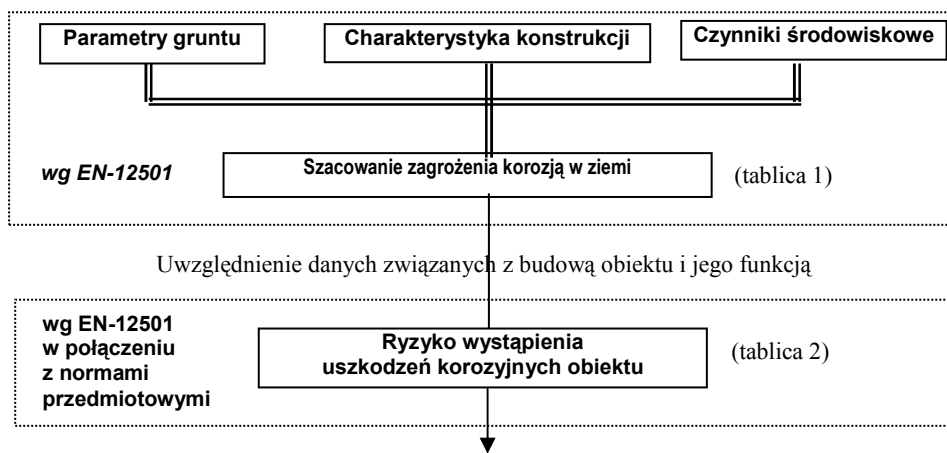 Parametry gruntu
Charakterystyka konstrukcji
Czynniki środowiskowe
wg EN-12501
Szacowanie zagrożenia korozją w ziemi
(tablica 1)
Uwzględnienie danych związanych z budową obiektu i jego funkcją
wg EN-12501
w połączeniu
z normami
przedmiotowymi
Ryzyko wystąpienia
uszkodzeń korozyjnych obiektu
(tablica 2)